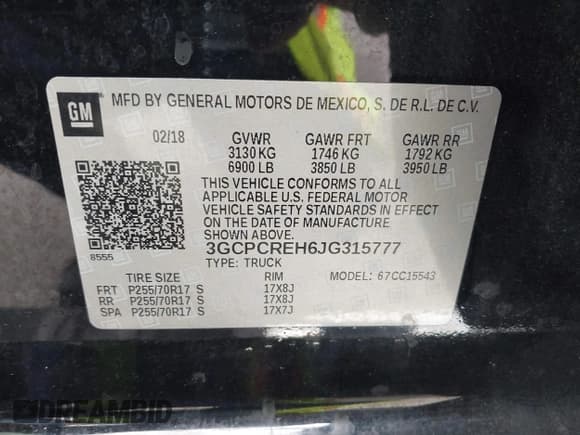 GM
MFD BY GENERAL MOTORS DE MEXICO, S. DE R.L. DE C.V.
02/18 GVWR GAWR FRT GAWR RR
3130 KG 1746 KG 1792 KG
6900 LB 3850 LB 3950 LB
THIS VEHICLE CONFORMS TO ALL
APPLICABLE U.S. FEDERAL MOTOR
VEHICLE SAFETY STANDARDS IN EFFECT
ON THE DATE OF MANUFACTURE
SHOWN ABOVE.
8555 3GCPCREH6JG315777
TYPE: TRUCK
TIRE SIZE RIM MODEL: 67CC15543
FRT P255/70R17 S 17X8J
RR P255/70R17 S 17X8J
SPA P255/70R17 S 17X7J
DREAMBID